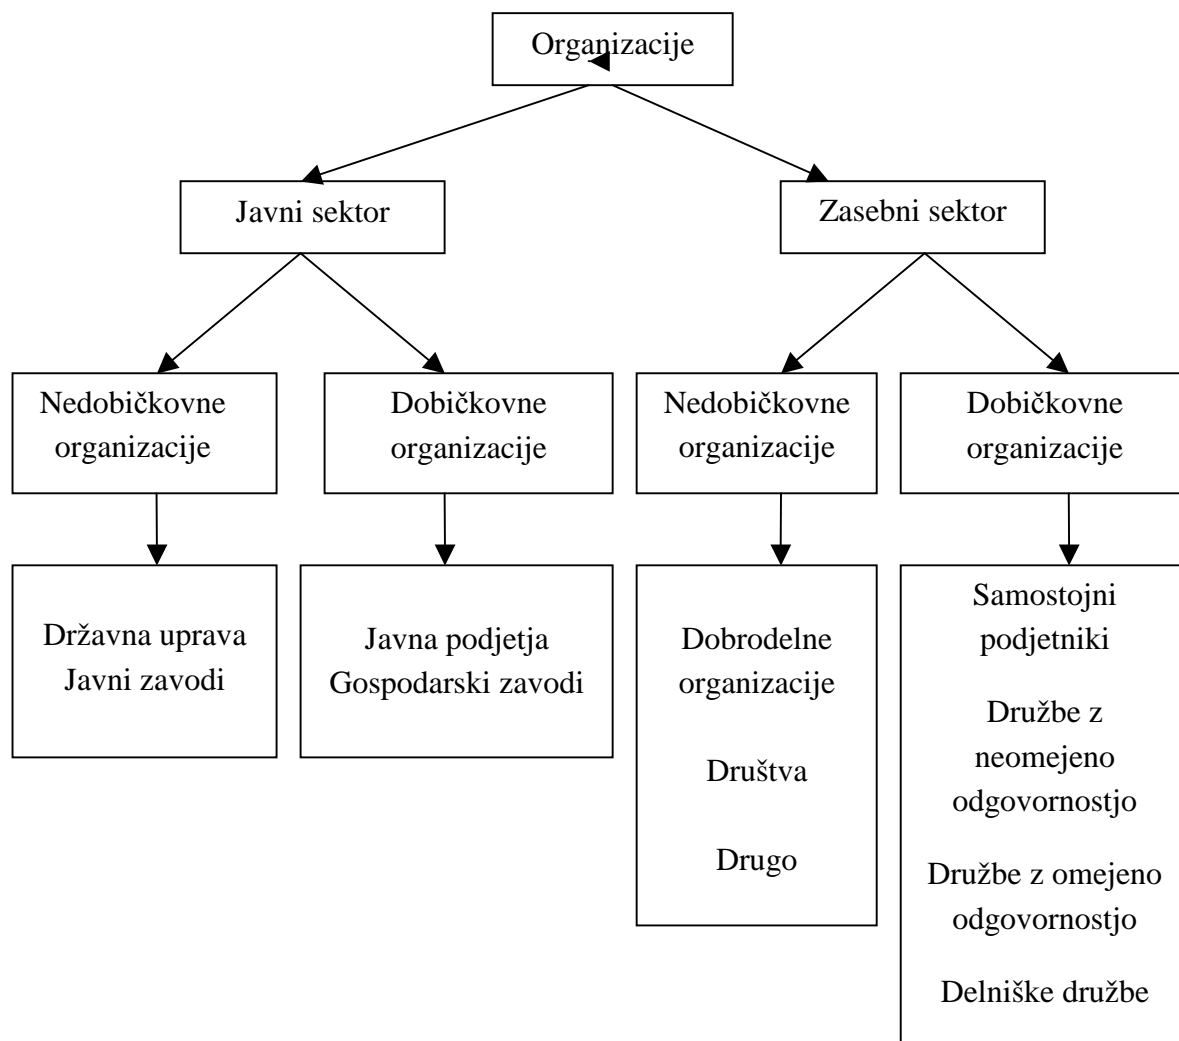 Organizacije
Javni sektor
Zasebni sektor
Nedobičkovne
organizacije
Dobičkovne
organizacije
Nedobičkovne
organizacije
Dobičkovne
organizacije
Državna uprava
Javni zavodi
Javna podjetja
Gospodarski zavodi
Dobrodelne
organizacije
Društva
Drugo
Samostojni
podjetniki
Družbe z
neomejeno
odgovornostjo
Družbe z omejeno
odgovornostjo
Delniške družbe